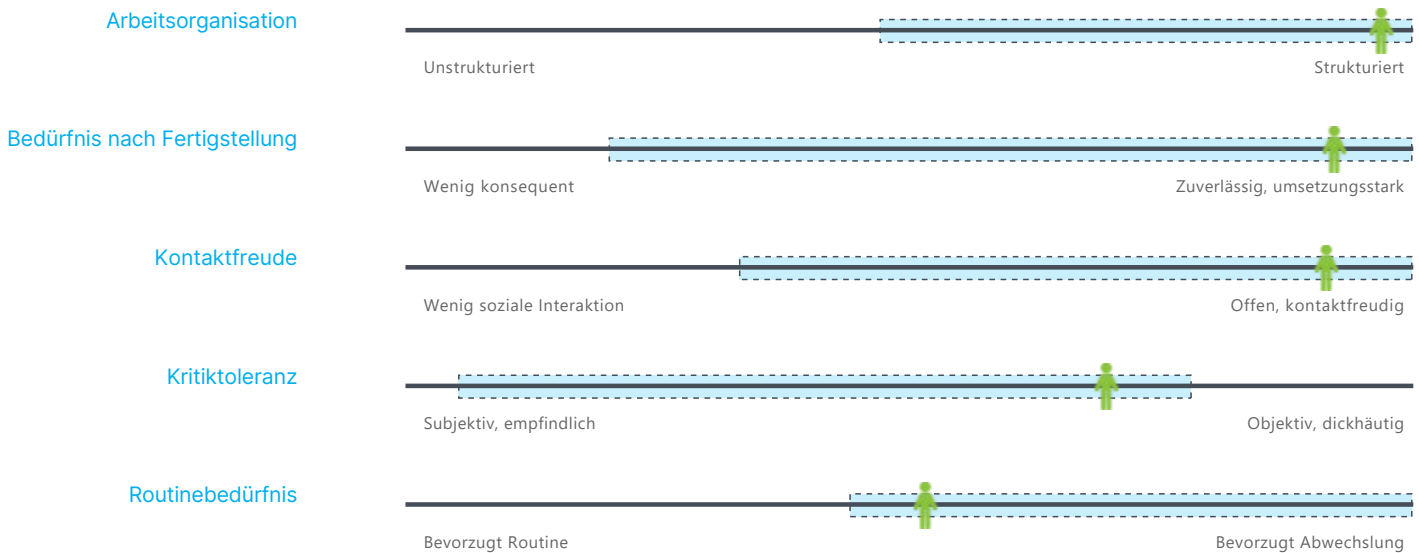 Arbeitsorganisation
Unstrukturiert Strukturiert
Bedürfnis nach Fertigstellung
Wenig konsequent Zuverlässig, umsetzungsstark
Kontaktfreude
Wenig soziale Interaktion Offen, kontaktfreudig
Kritiktoleranz
Subjektiv, empfindlich Objektiv, dickhäutig
Routinebedürfnis
Bevorzugt Routine Bevorzugt Abwechslung